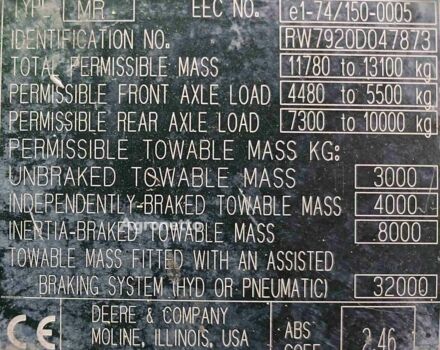 TYPE MR EEC No. e1-74/150-0005
IDENTIFICATION NO. RW7920D047873
TOTAL PERMISSIBLE MASS 11780 to 13100 kg
PERMISSIBLE FRONT AXLE LOAD 4480 to 5500 kg
PERMISSIBLE REAR AXLE LOAD 7300 to 10000 kg
PERMISSIBLE TOWABLE MASS KG:
UNBRAKED TOWABLE MASS 3000
INDEPENDENTLY-BRAKED TOWABLE MASS 4000
INERTIA-BRAKED TOWABLE MASS 8000
TOWABLE MASS FITTED WITH AN ASSISTED
BRAKING SYSTEM (HYD OR PNEUMATIC) 32000
CE DEERE & COMPANY
MOLINE, ILLINOIS, USA ABS 2.46